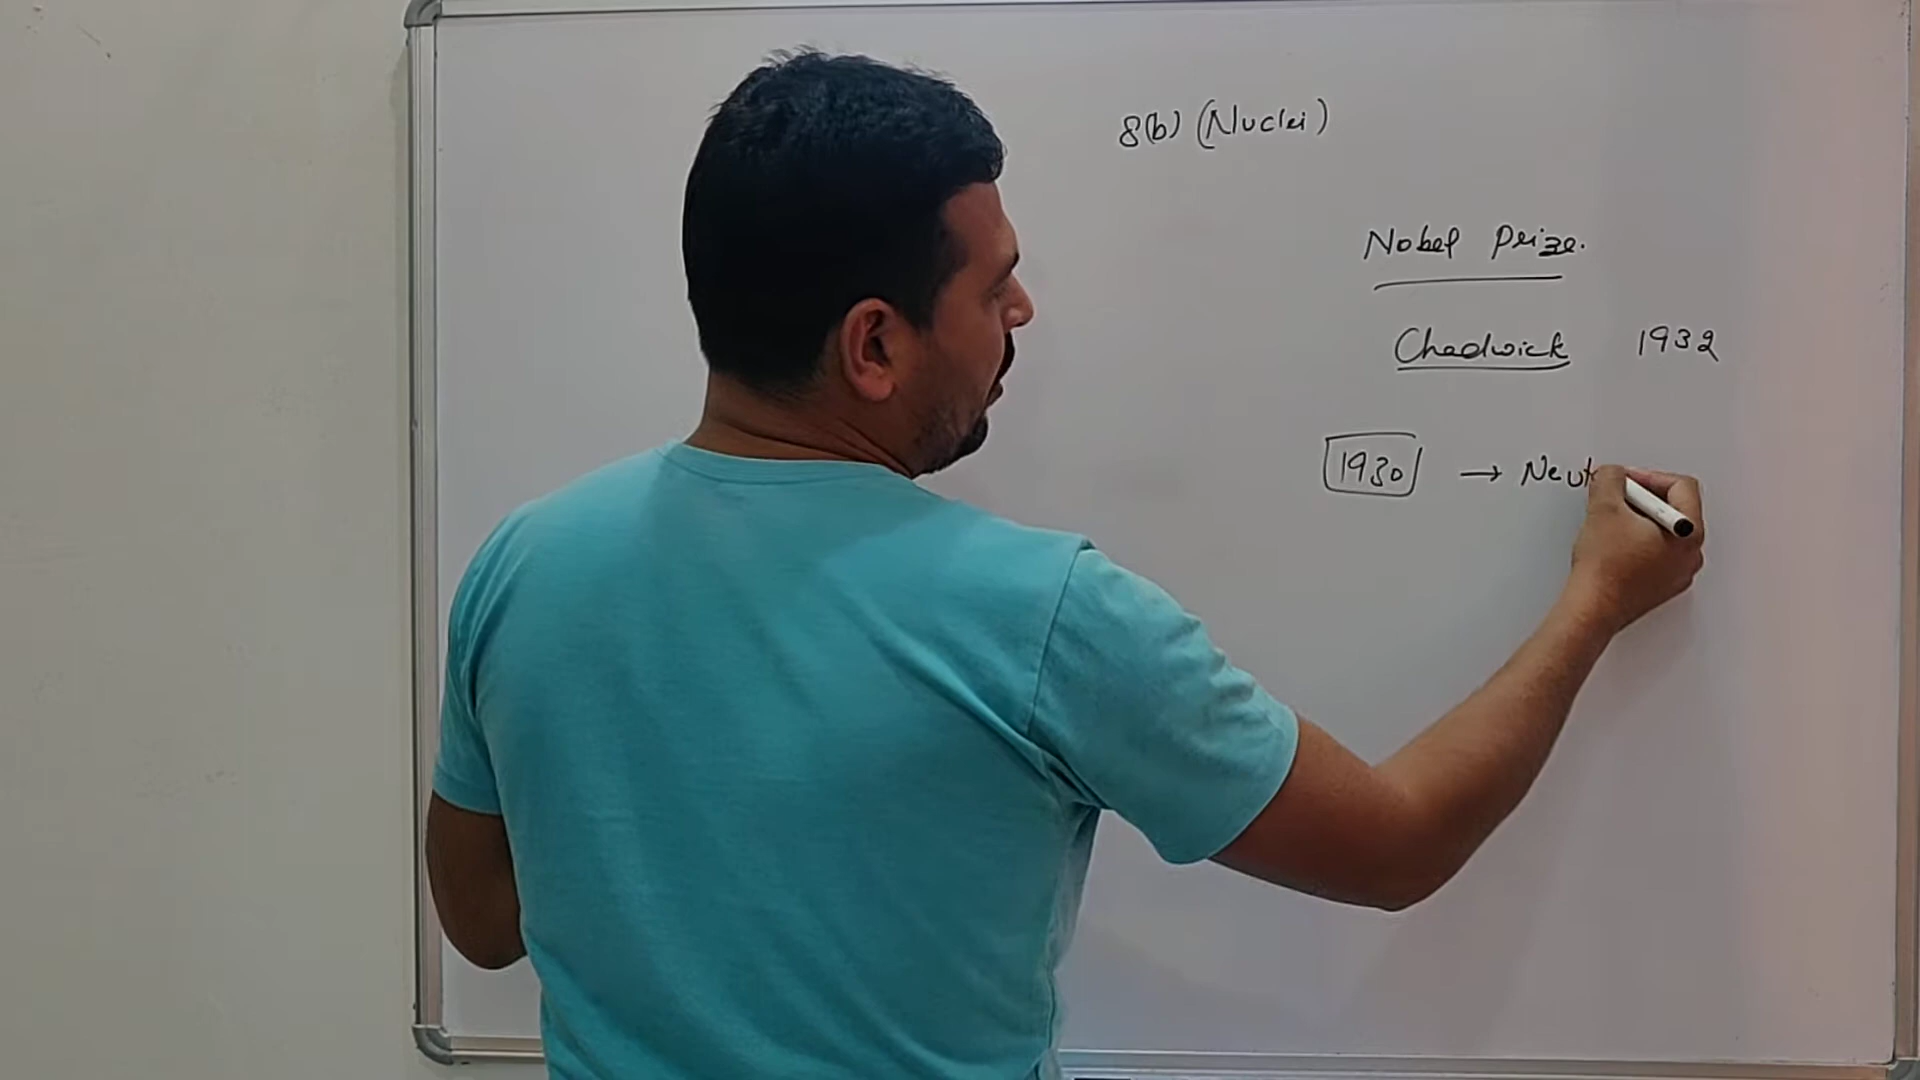 8(b) (Nuclei)
Nobel Prize.
Chadwick 1932
1930 → Neut